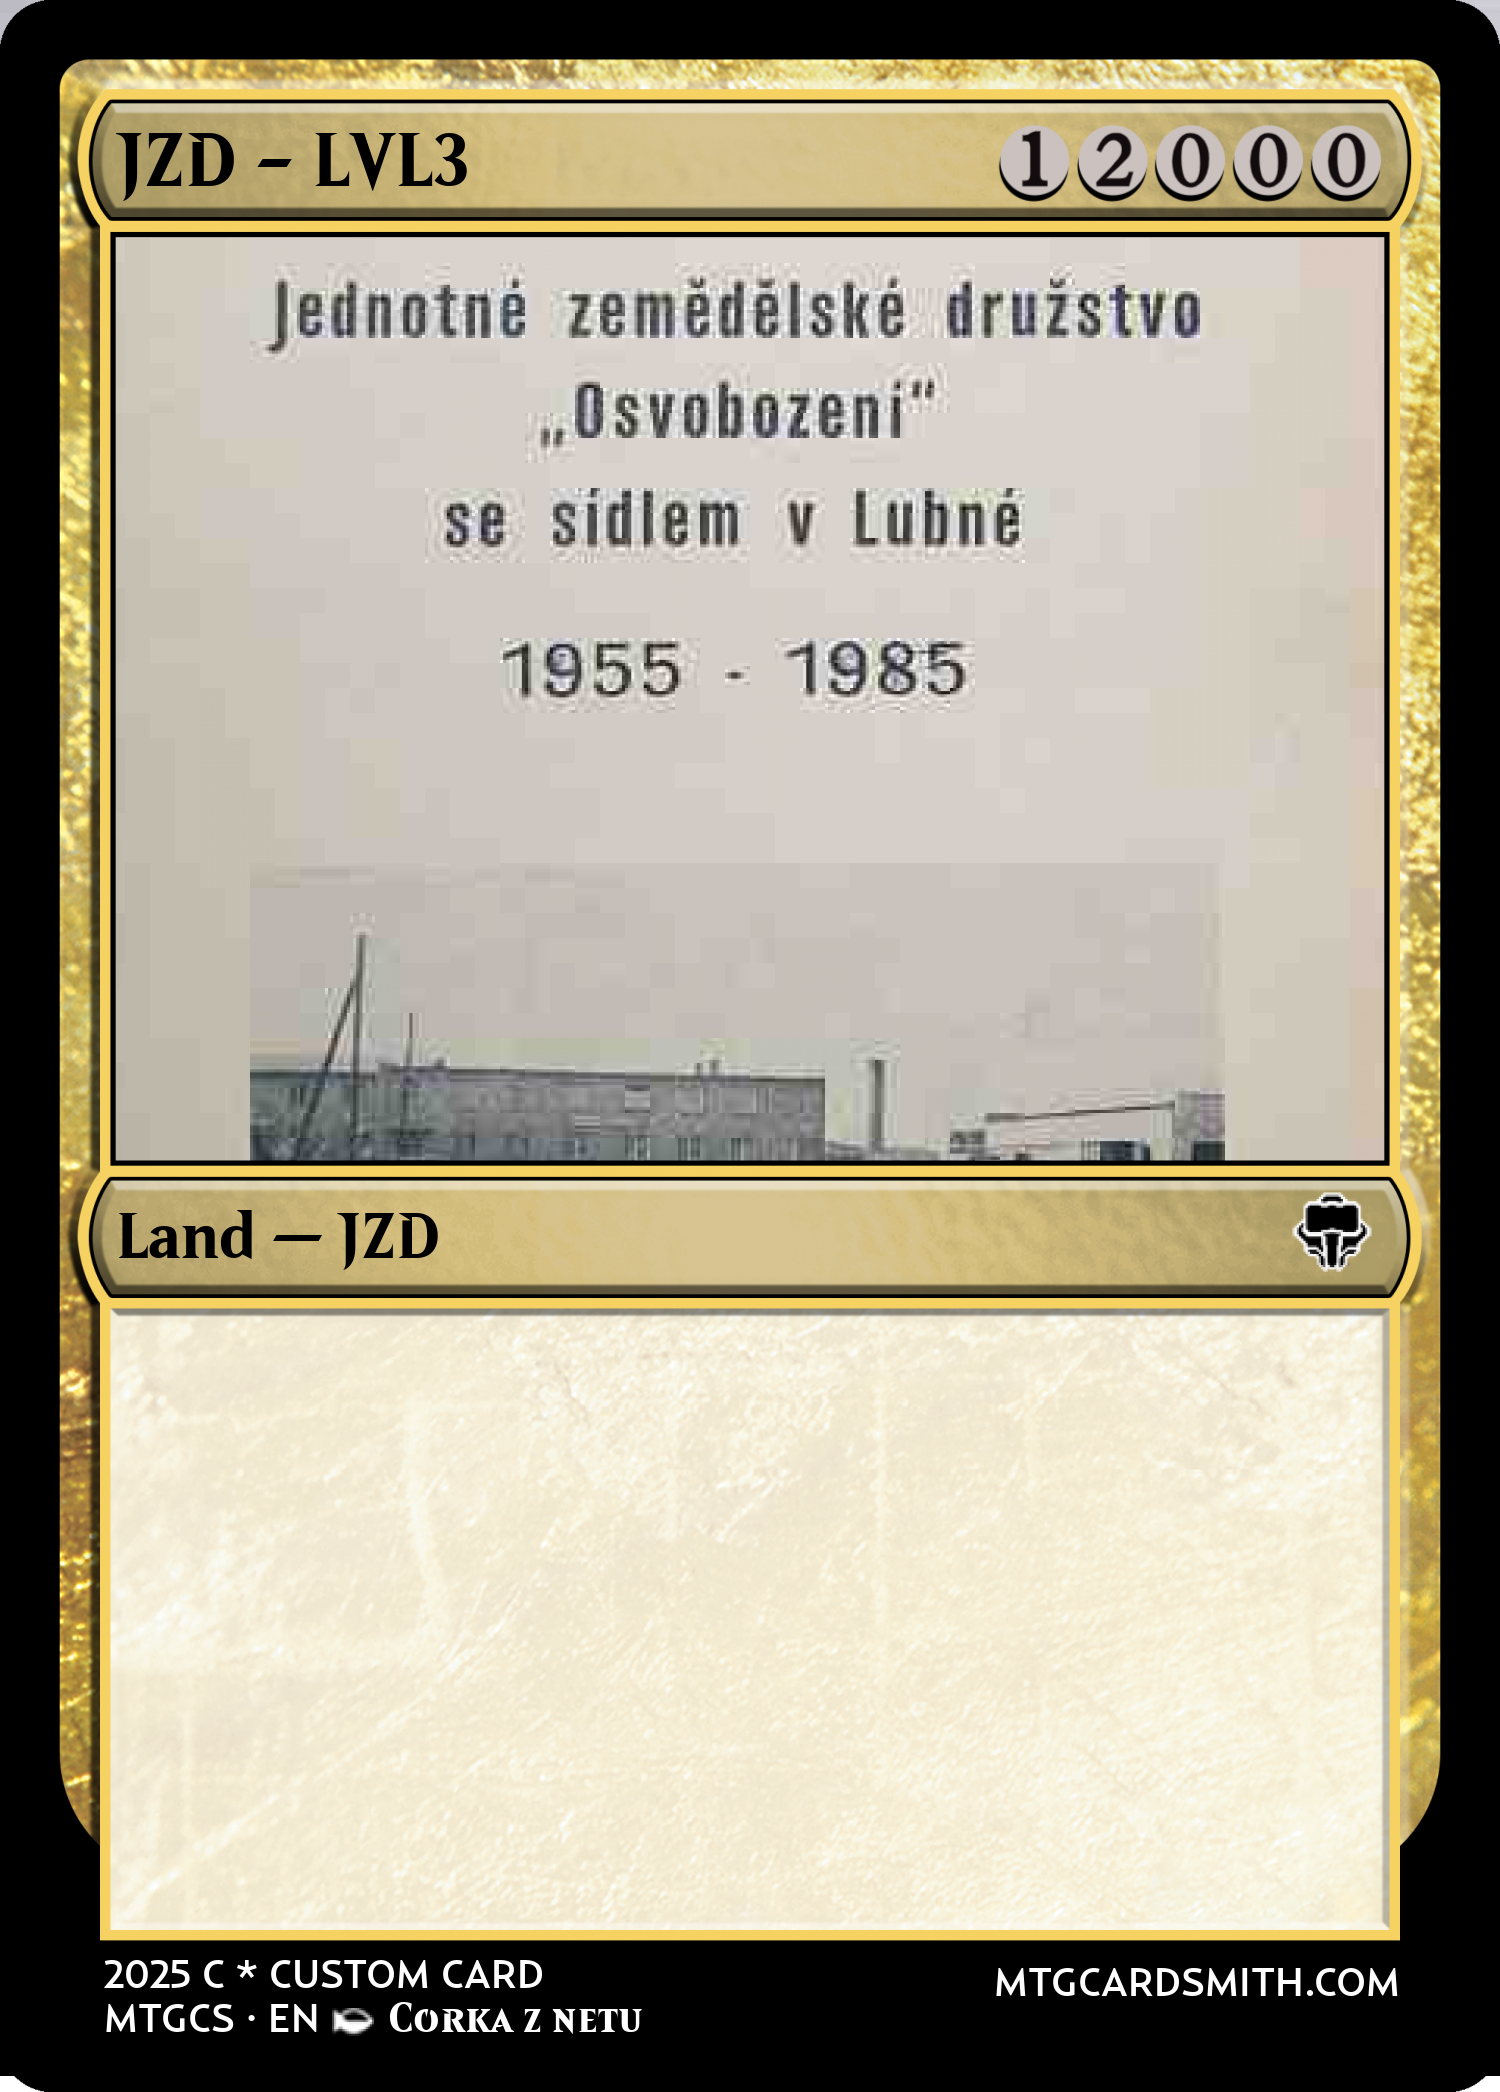 JZD – LVL3 12000
Jednotné zemědělské družstvo
„Osvobození“
se sídlem v Lubné
1955 - 1985
Land — JZD
2025 C * CUSTOM CARD
MTGCS · EN CORKA Z NETU
MTGCARDSMITH.COM